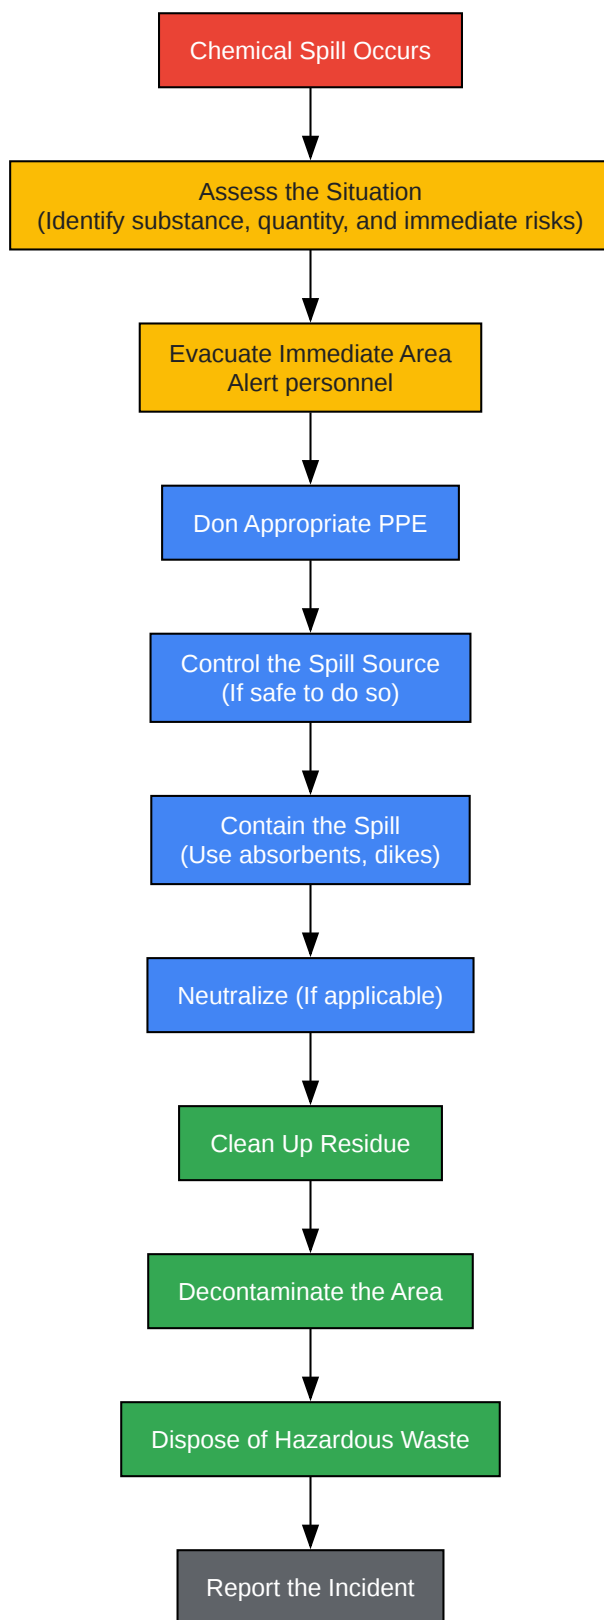 Chemical Spill Occurs
Assess the Situation
(Identify substance, quantity, and immediate risks)
Evacuate Immediate Area
Alert personnel
Don Appropriate PPE
Control the Spill Source
(If safe to do so)
Contain the Spill
(Use absorbents, dikes)
Neutralize (If applicable)
Clean Up Residue
Decontaminate the Area
Dispose of Hazardous Waste
Report the Incident